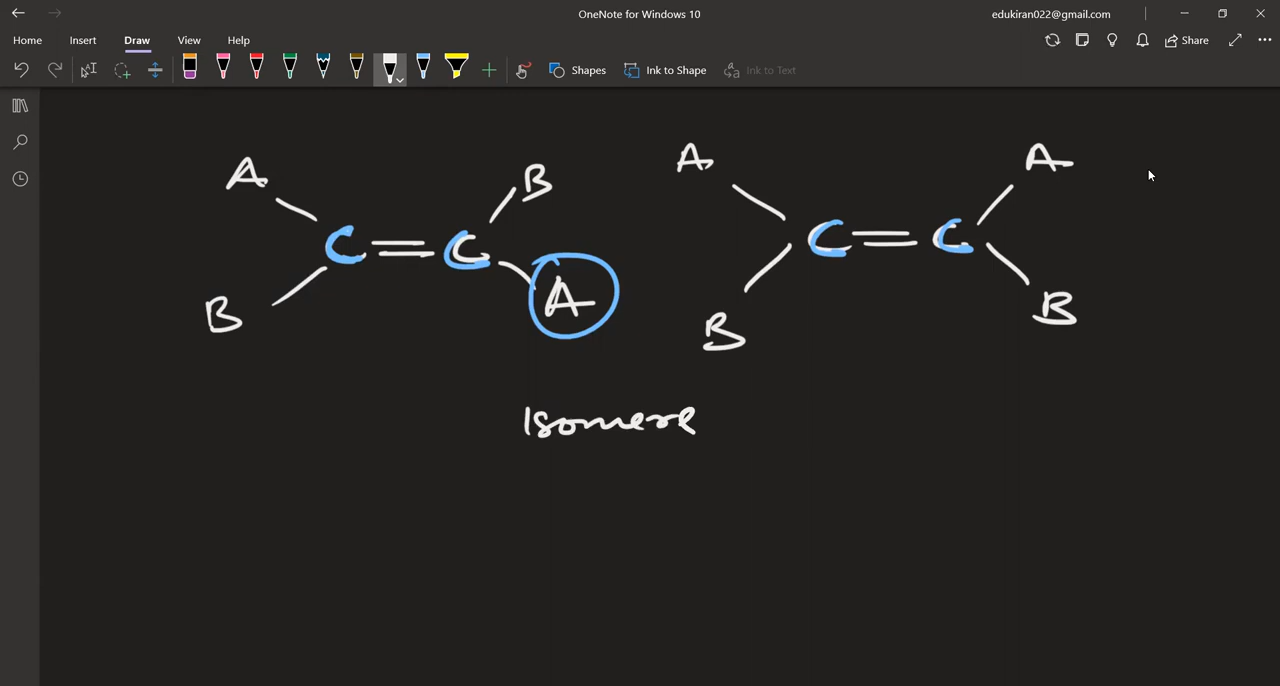 OneNote for Windows 10
edukiran022@gmail.com
Home Insert Draw View Help
Share
Shapes Ink to Shape Ink to Text
A B A A
C = C C = C
B A B B
Isomere